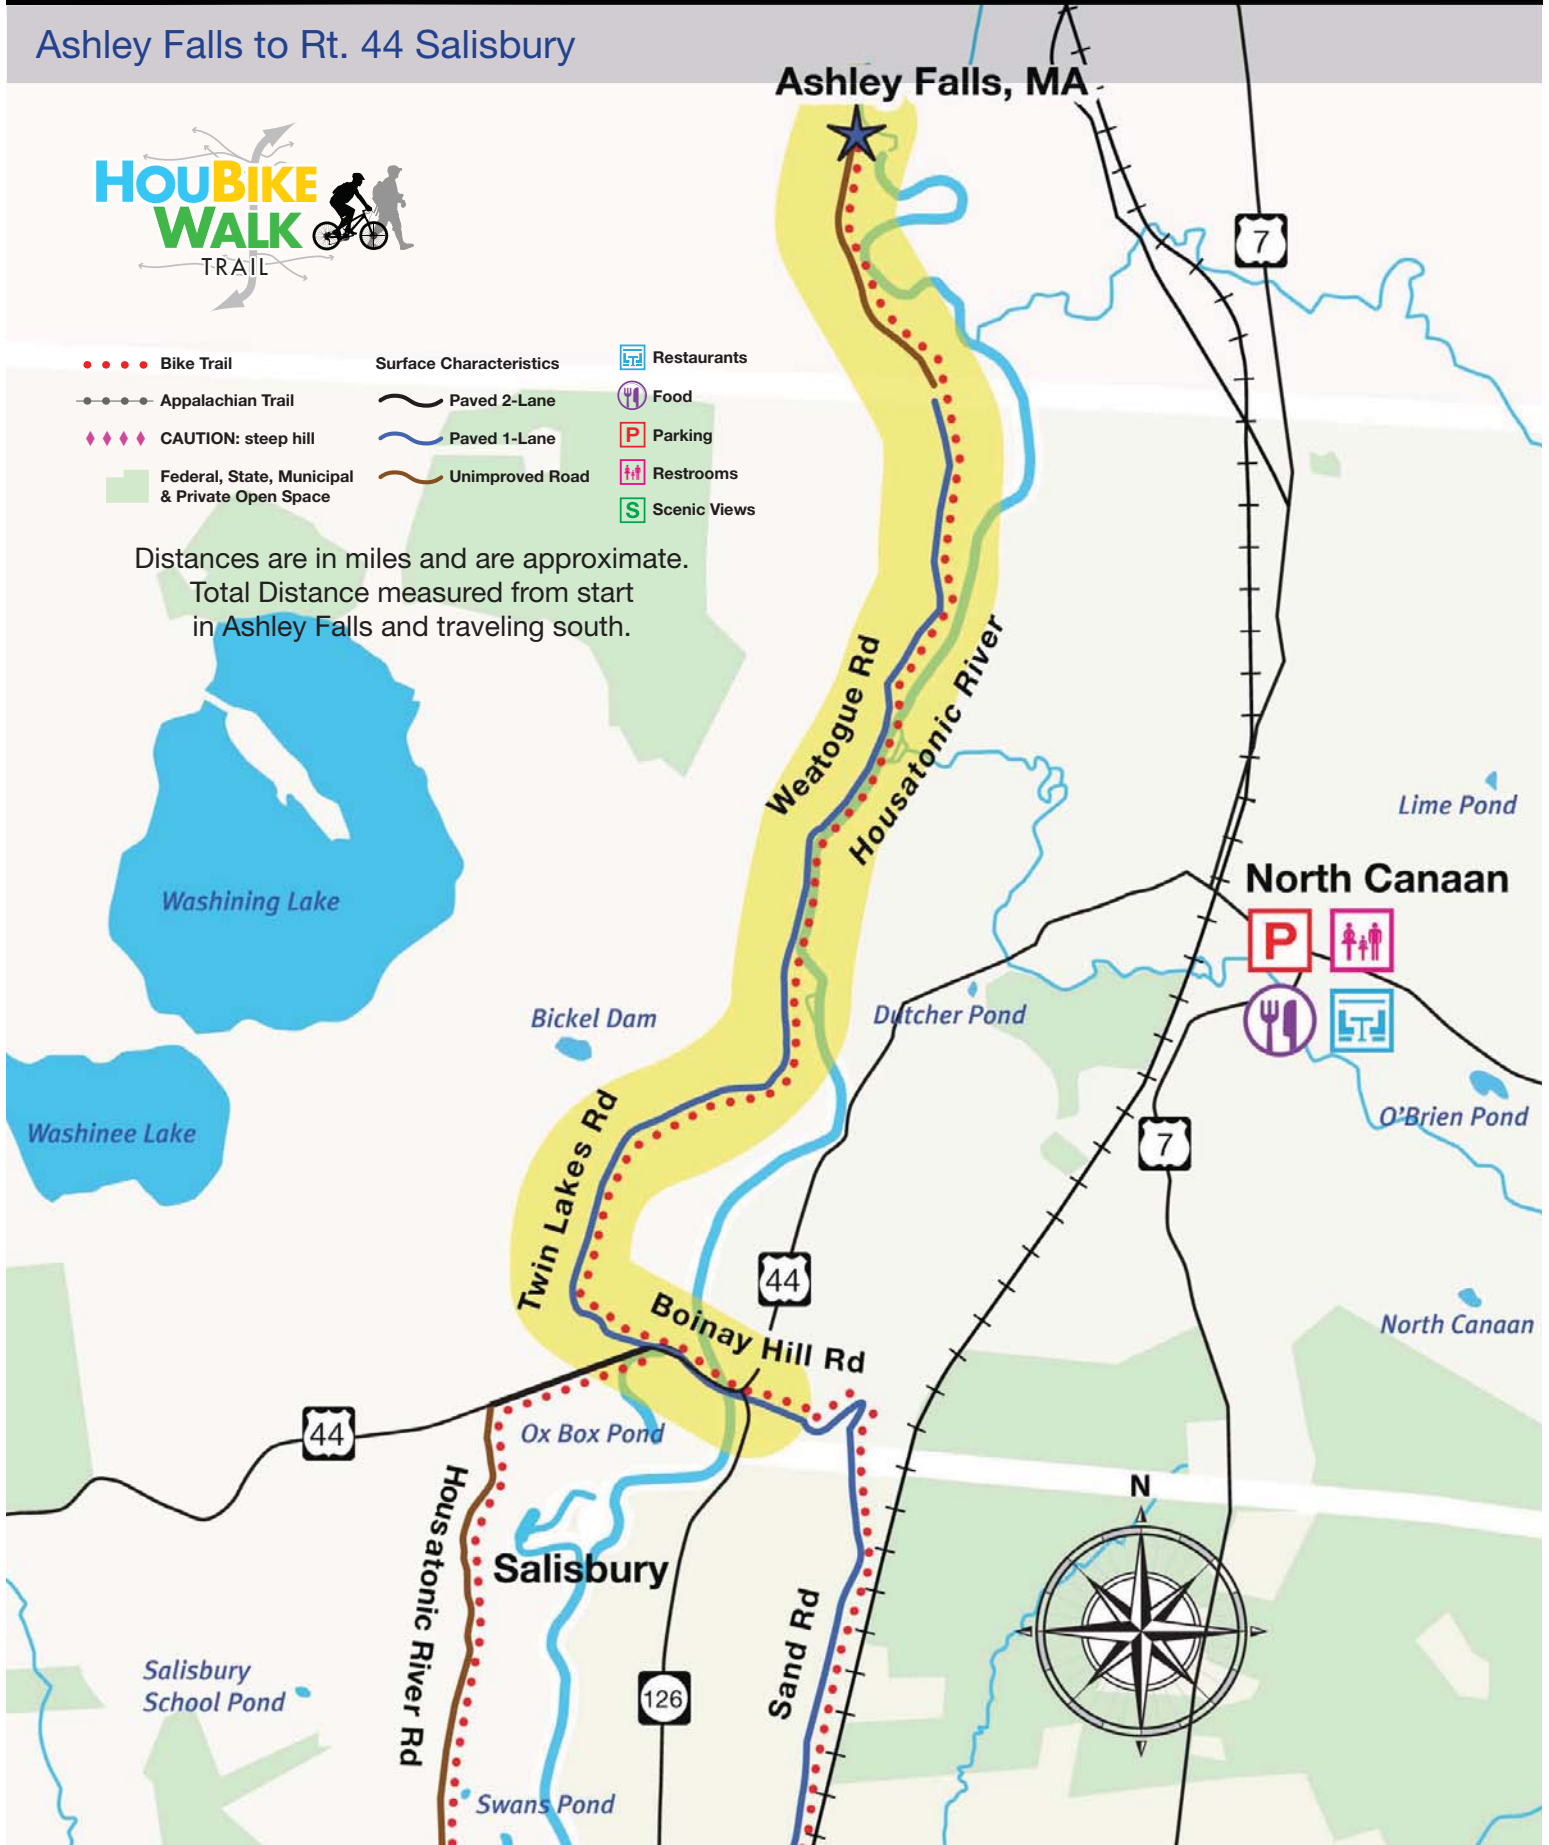 Ashley Falls to Rt. 44 Salisbury
Ashley Falls, MA
HOUBIKE
WALK
TRAIL
7
Bike Trail
Appalachian Trail
CAUTION: steep hill
Federal, State, Municipal
& Private Open Space
Surface Characteristics
Paved 2-Lane
Paved 1-Lane
Unimproved Road
Restaurants
Food
P Parking
Restrooms
S Scenic Views
Distances are in miles and are approximate.
Total Distance measured from start
in Ashley Falls and traveling south.
Weatogue Rd
Housatonic River
Lime Pond
North Canaan
P
Washining Lake
Bickel Dam
Dutcher Pond
O'Brien Pond
Washinee Lake
7
Twin Lakes Rd
44
Boinay Hill Rd
North Canaan
44
Ox Box Pond
N
Housatonic River Rd
Salisbury
Sand Rd
Salisbury
School Pond
126
Swans Pond